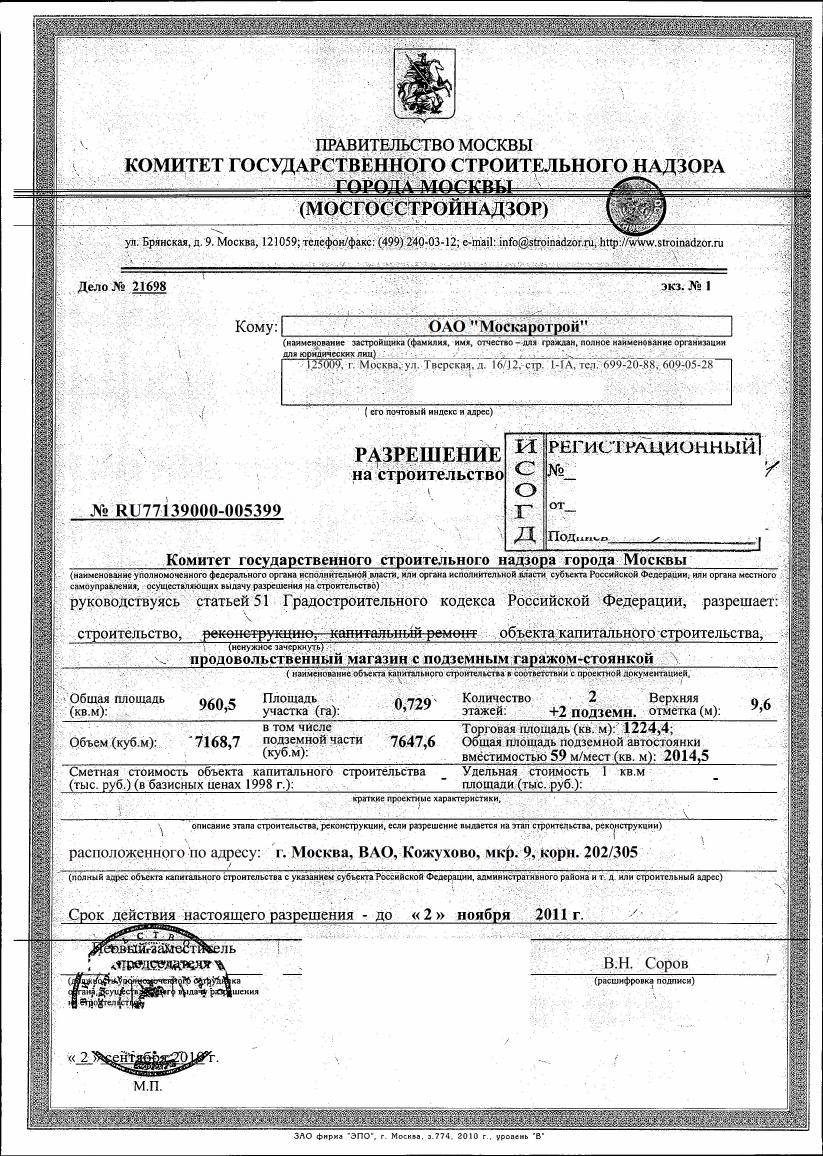 ПРАВИТЕЛЬСТВО МОСКВЫ
КОМИТЕТ ГОСУДАРСТВЕННОГО СТРОИТЕЛЬНОГО НАДЗОРА
ГОРОДА МОСКВЫ
(МОСГОССТРОЙНАДЗОР)
ул. Брянская, д. 9. Москва, 121059; телефон/факс: (499) 240-03-12; e-mail: info@stroinadzor.ru, http://www.stroinadzor.ru
Дело № 21698 экз. № 1
Кому: ОАО "Москаротрой"
(наименование застройщика (фамилия, имя, отчество – для граждан, полное наименование организации
для юридических лиц)
125009, г. Москва, ул. Тверская, д. 16/12, стр. 1-1А, тел. 699-20-88, 609-05-28
( его почтовый индекс и адрес)
РАЗРЕШЕНИЕ
на строительство
ИСОГД
РЕГИСТРАЦИОННЫЙ
№
от
Подпись
№ RU77139000-005399
Комитет государственного строительного надзора города Москвы
(наименование уполномоченного федерального органа исполнительной власти, или органа исполнительной власти субъекта Российской Федерации, или органа местного
самоуправления, осуществляющих выдачу разрешения на строительство)
руководствуясь статьей 51 Градостроительного кодекса Российской Федерации, разрешает:
строительство, реконструкцию, капитальный ремонт объекта капитального строительства,
(ненужное зачеркнуть)
продовольственный магазин с подземным гаражом-стоянкой
( наименование объекта капитального строительства в соответствии с проектной документацией,
Общая площадь (кв.м): 960,5 Площадь участка (га): 0,729 Количество этажей: 2 +2 подземн. Верхняя отметка (м): 9,6
Объем (куб.м): 7168,7 в том числе подземной части (куб.м): 7647,6 Торговая площадь (кв. м): 1224,4;
Общая площадь подземной автостоянки
вместимостью 59 м/мест (кв. м): 2014,5
Сметная стоимость объекта капитального строительства (тыс. руб.) (в базисных ценах 1998 г.): - Удельная стоимость 1 кв.м площади (тыс.руб.): -
краткие проектные характеристики,
описание этапа строительства, реконструкции, если разрешение выдается на этап строительства, реконструкции)
расположенного по адресу: г. Москва, ВАО, Кожухово, мкр. 9, корп. 202/305
(полный адрес объекта капитального строительства с указанием субъекта Российской Федерации, административного района и т. д. или строительный адрес)
Срок действия настоящего разрешения - до « 2 » ноября 2011 г.
Первый заместитель
председателя
В.Н. Соров
(должность уполномоченного сотрудника
органа, осуществляющего выдачу разрешения
на строительство)
(расшифровка подписи)
« 2 » сентября 2010 г.
М.П.
ЗАО фирма "ЭПО", г. Москва, з.774, 2010 г., уровень "В"